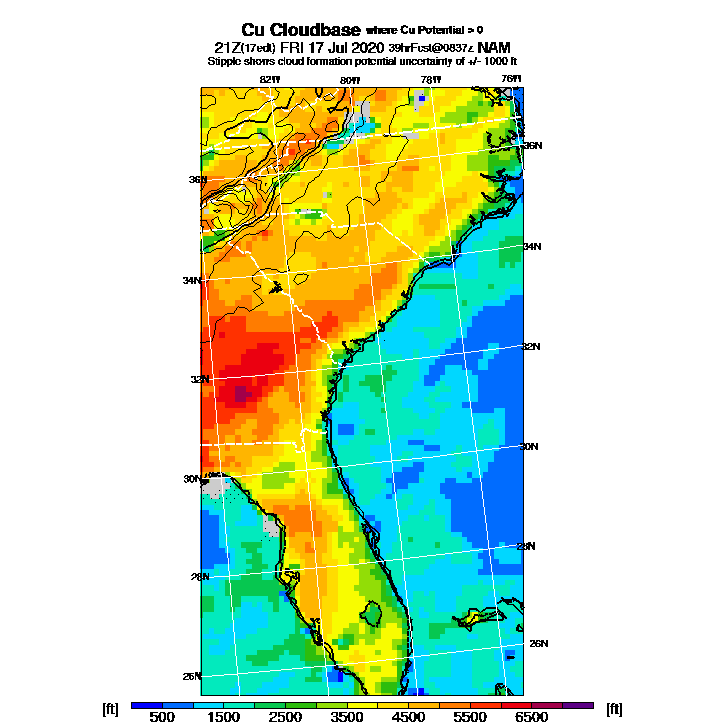 Cu Cloudbase where Cu Potential > 0
21Z(17edt) FRI 17 Jul 2020 39hrFcst@0837z NAM
Stipple shows cloud formation potential uncertainty of +/- 1000 ft
82W 80W 78W 76W
36N
36N
34N
34N
32N
32N
30N
30N
28N
28N
26N
26N
[ft] [ft]
500 1500 2500 3500 4500 5500 6500